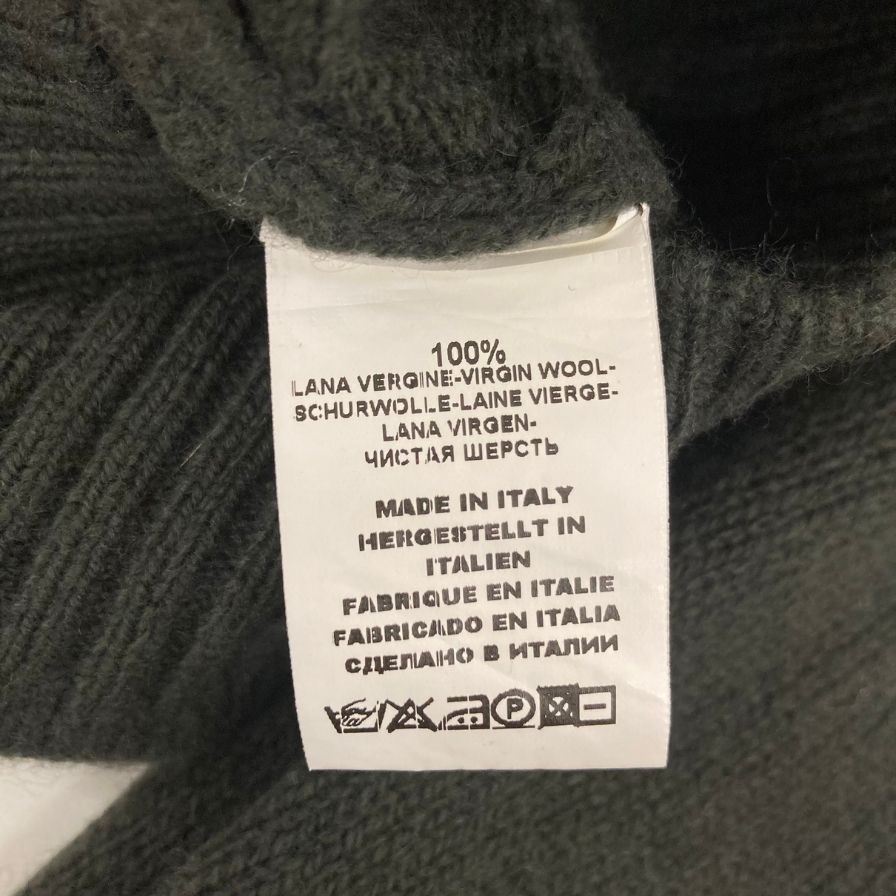 100%
LANA VERGINE-VIRGIN WOOL-
SCHURWOLLE-LAINE VIERGE-
LANA VIRGEN-
ЧИСТАЯ ШЕРСТЬ
MADE IN ITALY
HERGESTELLT IN
ITALIEN
FABRIQUE EN ITALIE
FABRICADO EN ITALIA
СДЕЛАНО В ИТАЛИИ
P